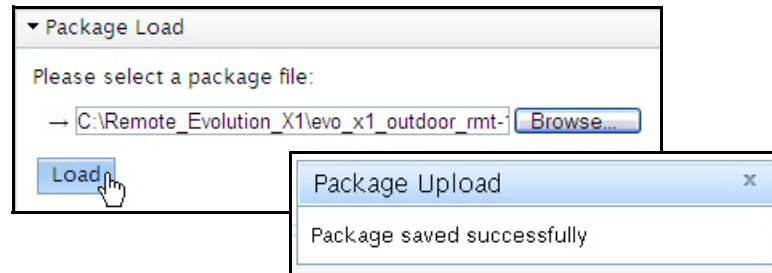 ▾ Package Load
Please select a package file:
→ C:\Remote_Evolution_X1\evo_x1_outdoor_rmt- Browse...
Load
Package Upload x
Package saved successfully